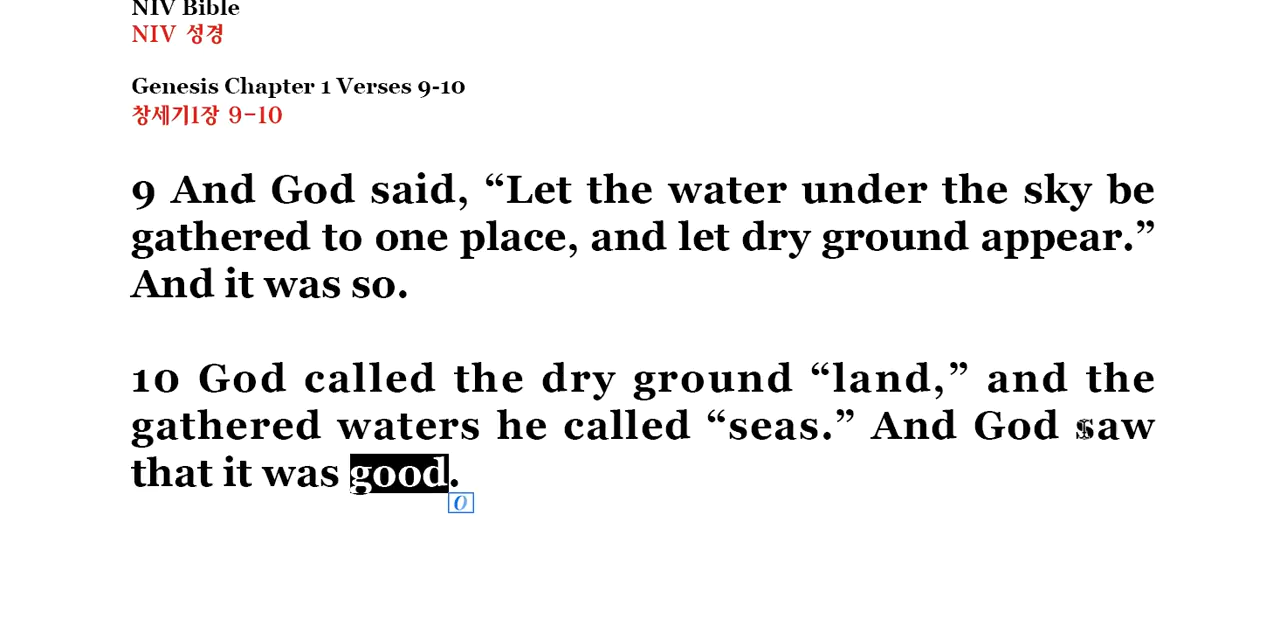 NIV Bible
NIV 성경
Genesis Chapter 1 Verses 9-10
창세기1장 9-10
9 And God said, “Let the water under the sky be
gathered to one place, and let dry ground appear.”
And it was so.
10 God called the dry ground “land,” and the
gathered waters he called “seas.” And God saw
that it was good.
O